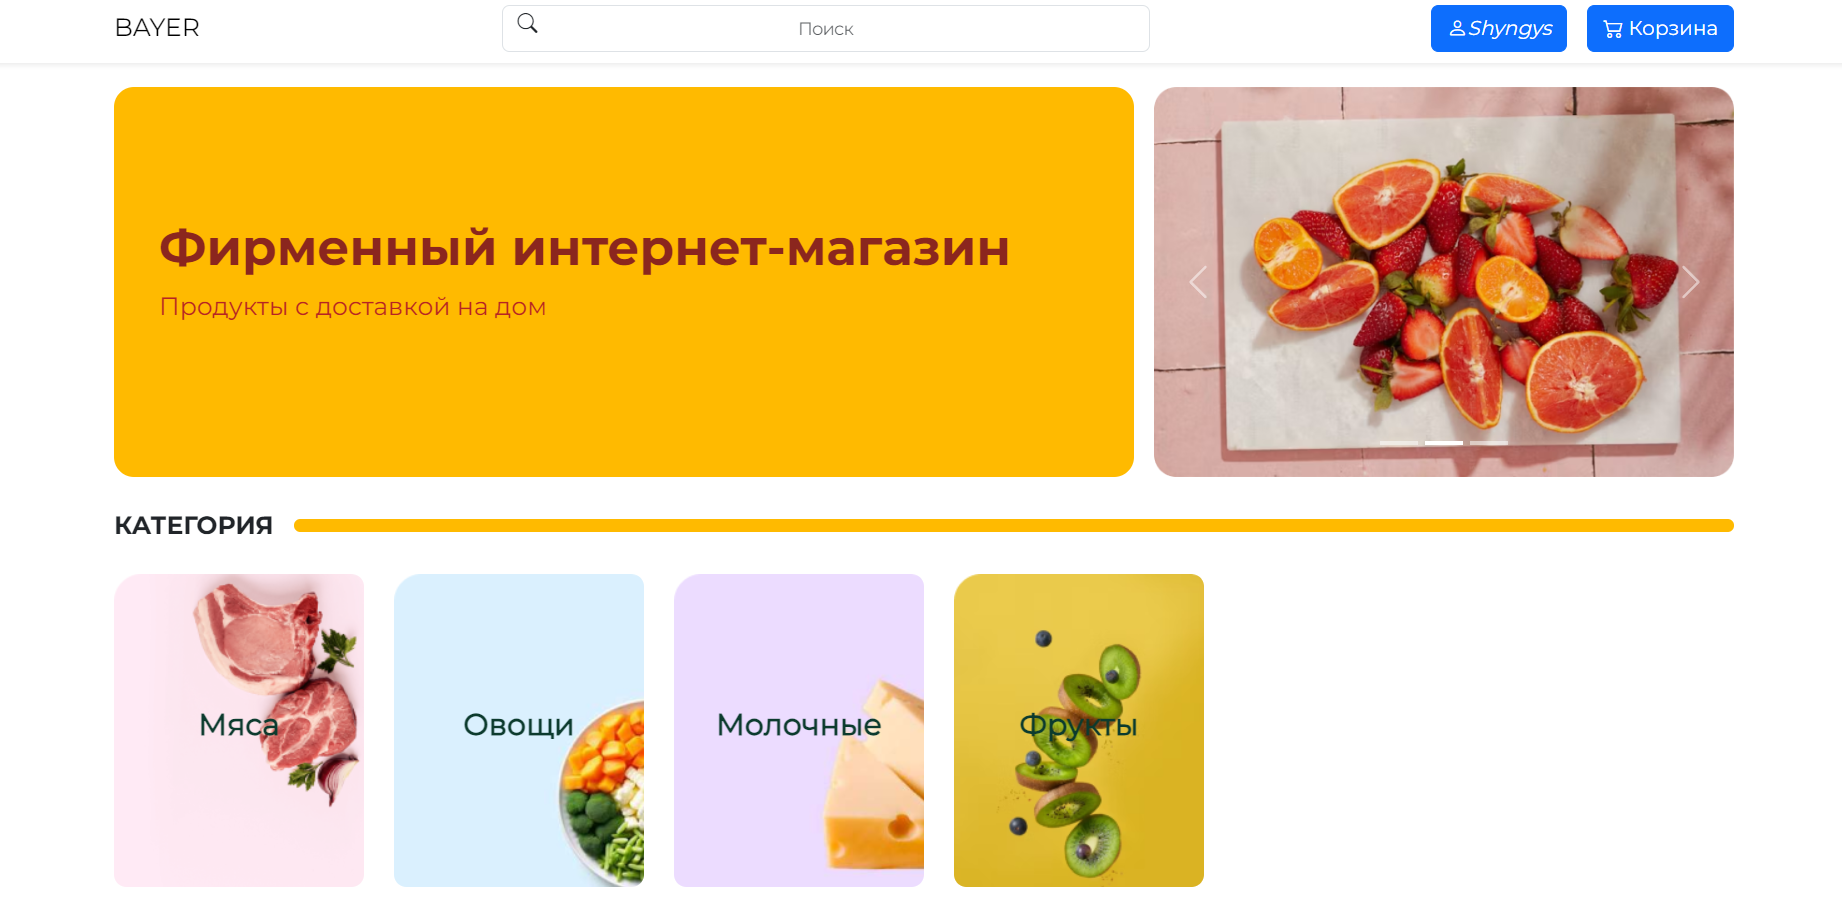 BAYER
Поиск
Shyngys
Корзина
Фирменный интернет-магазин
Продукты с доставкой на дом
КАТЕГОРИЯ
Мяса
Овощи
Молочные
Фрукты